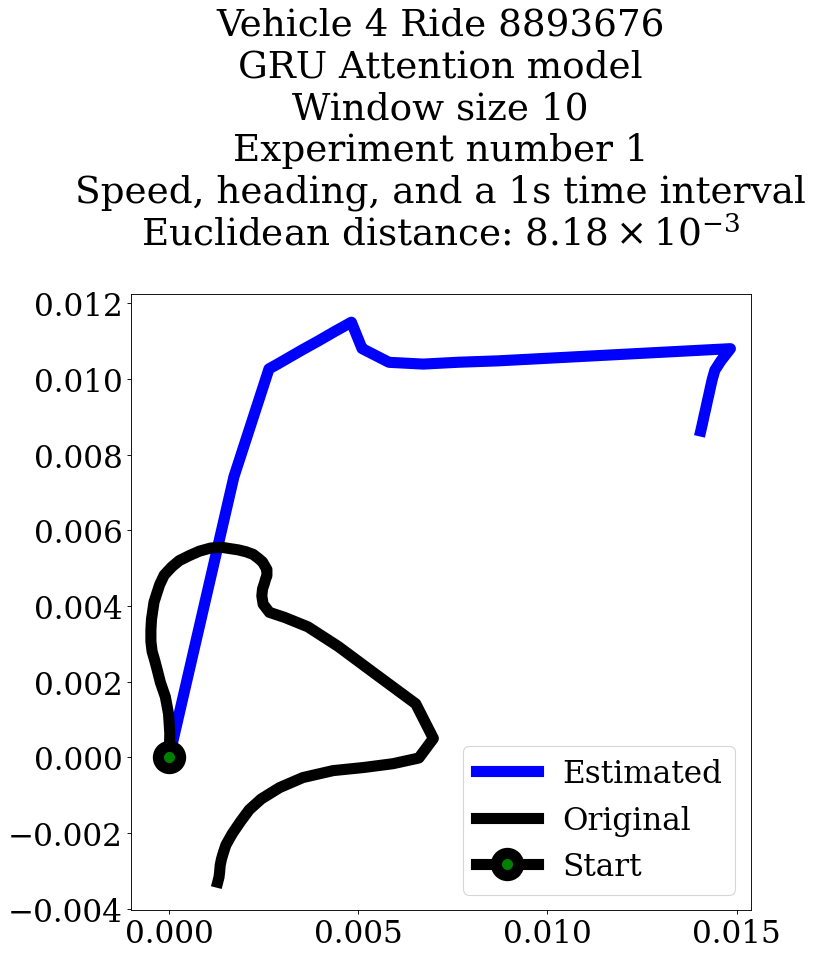 Vehicle 4 Ride 8893676
GRU Attention model
Window size 10
Experiment number 1
Speed, heading, and a 1s time interval
Euclidean distance: 8.18 × 10⁻³
0.012
0.010
0.008
0.006
0.004
0.002
0.000
−0.002
−0.004
0.000 0.005 0.010 0.015
Estimated
Original
Start